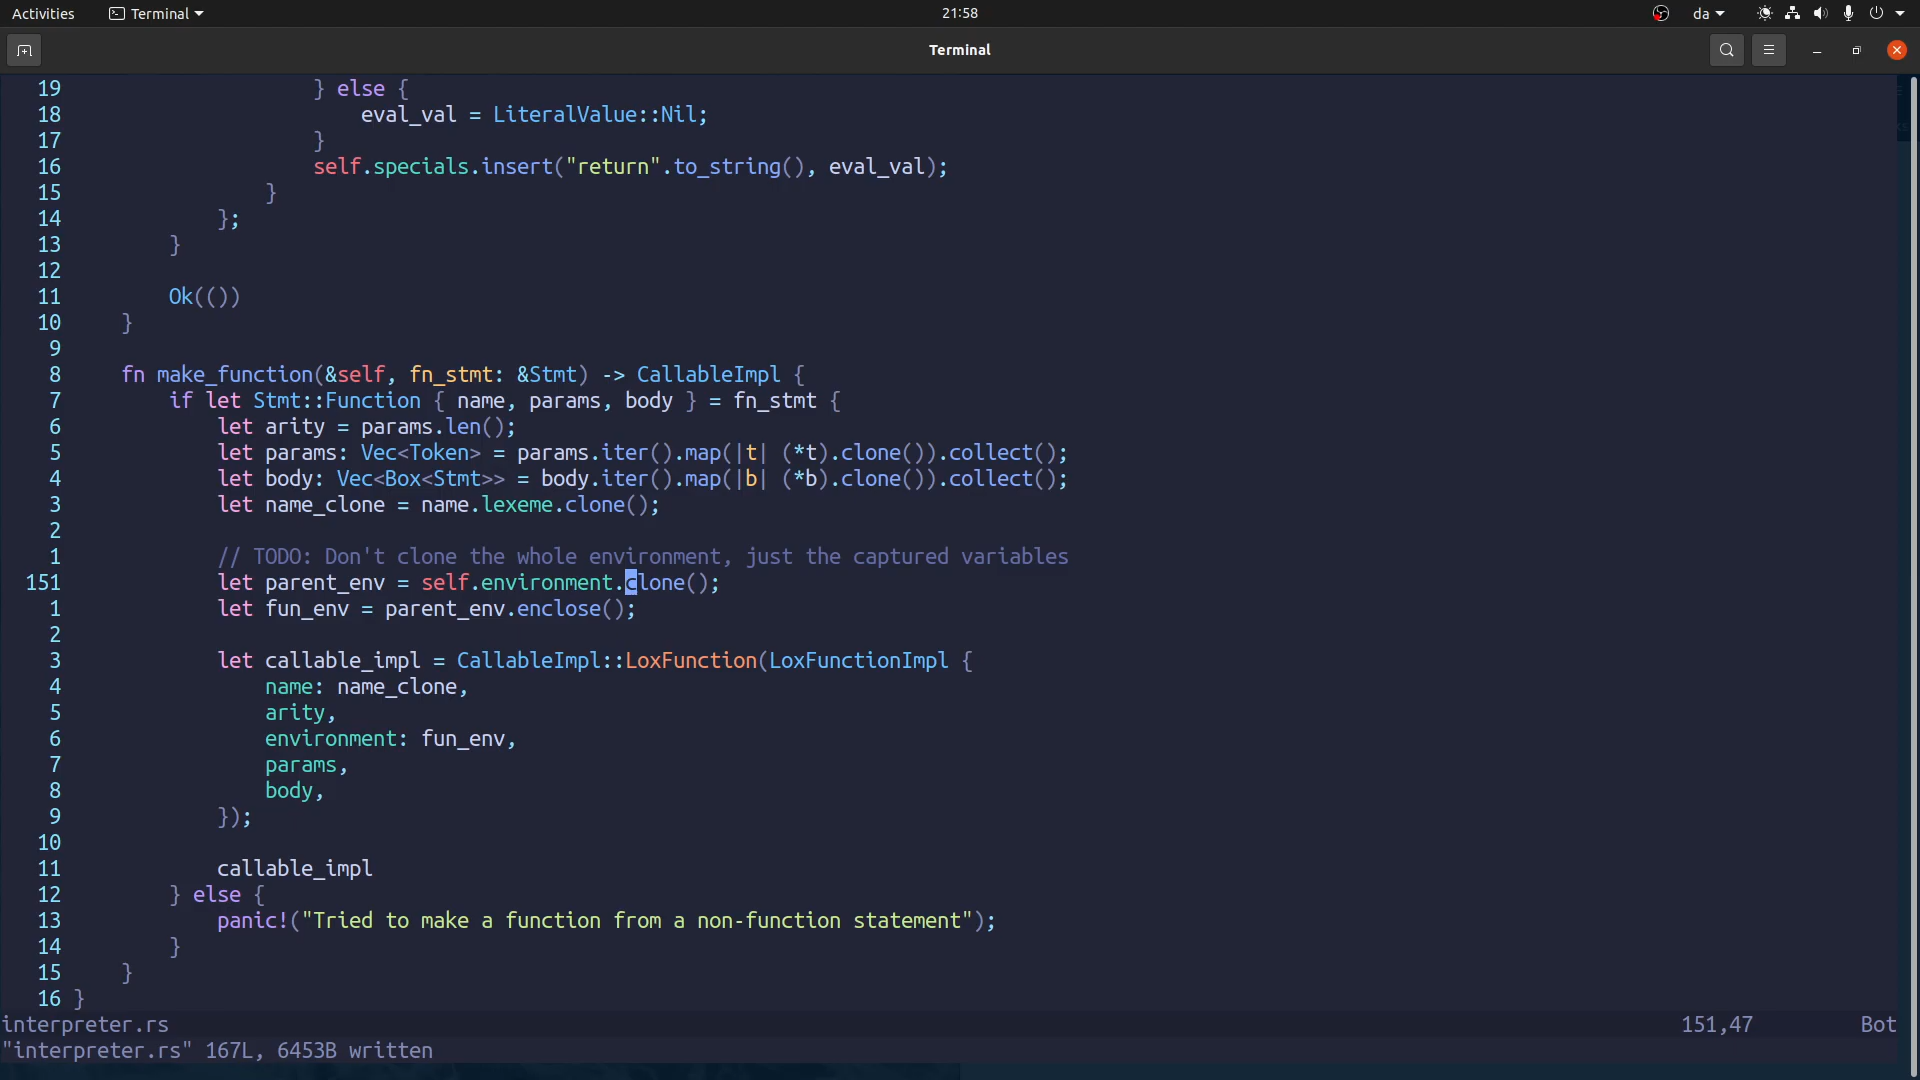 Activities Terminal 21:58 da
Terminal
19 } else {
18 eval_val = LiteralValue::Nil;
17 }
16 self.specials.insert("return".to_string(), eval_val);
15 }
14 };
13 }
12
11 Ok(())
10 }
9
8 fn make_function(&self, fn_stmt: &Stmt) -> CallableImpl {
7 if let Stmt::Function { name, params, body } = fn_stmt {
6 let arity = params.len();
5 let params: Vec<Token> = params.iter().map(|t| (*t).clone()).collect();
4 let body: Vec<Box<Stmt>> = body.iter().map(|b| (*b).clone()).collect();
3 let name_clone = name.lexeme.clone();
2
1 // TODO: Don't clone the whole environment, just the captured variables
151 let parent_env = self.environment.clone();
1 let fun_env = parent_env.enclose();
2
3 let callable_impl = CallableImpl::LoxFunction(LoxFunctionImpl {
4 name: name_clone,
5 arity,
6 environment: fun_env,
7 params,
8 body,
9 });
10
11 callable_impl
12 } else {
13 panic!("Tried to make a function from a non-function statement");
14 }
15 }
16 }
interpreter.rs 151,47 Bot
"interpreter.rs" 167L, 6453B written